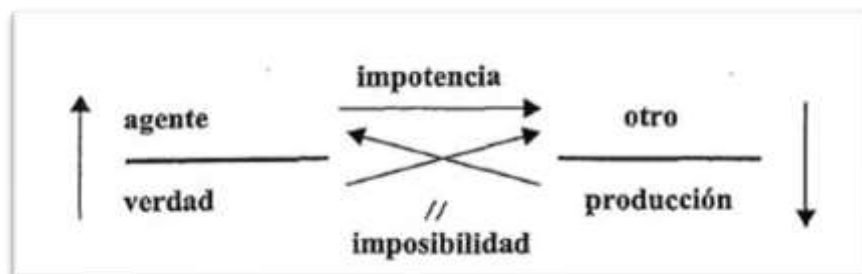 impotencia
agente
otro
verdad
producción
//
imposibilidad